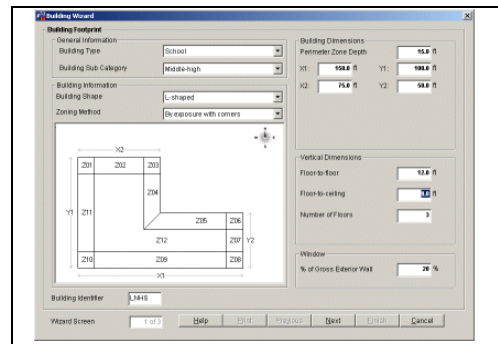 Building Wizard
Building Footprint
General Information
Building Type School
Building Sub Category Middle-high
Building Information
Building Shape L-shaped
Zoning Method By exposure with corners
X2
Z01 Z02 Z03
Z04
Y1 Z11 Z05 Z06
Z12 Z07 Y2
Z10 Z09 Z08
X1
Building Identifier LNHS
Building Dimensions
Perimeter Zone Depth 15.0 ft
X1: 150.0 ft Y1: 100.0 ft
X2: 75.0 ft Y2: 50.0 ft
Vertical Dimensions
Floor-to-floor 12.0 ft
Floor-to-ceiling ft
Number of Floors 3
Window
% of Gross Exterior Wall 20 %
Wizard Screen 1 of 3 Help Print Previous Next Finish Cancel